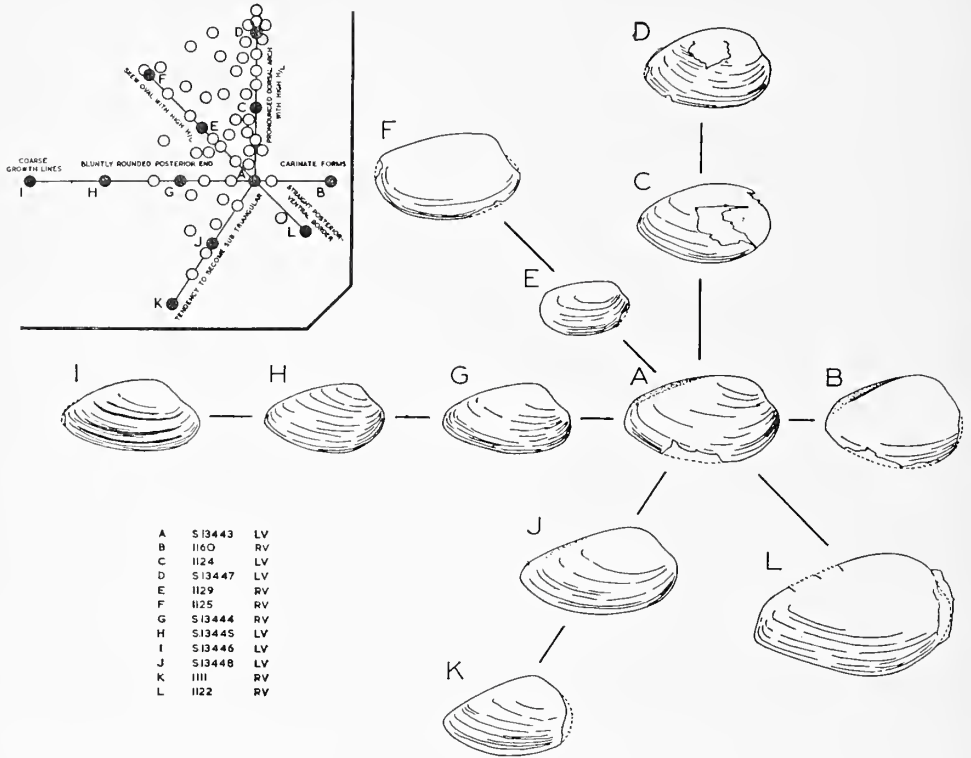 D
PRONOUNCED DORSAL ARCH
WITH HIGH H/L
F
SKEW OVAL WITH HIGH H/L
C
E
COARSE
GROWTH LINES
BLUNTLY ROUNDED POSTERIOR END
A
CARINATE FORMS
I
H
G
B
STRAIGHT POSTERIOR-
VENTRAL BORDER
L
J
TENDENCY TO BECOME SUB TRIANGULAR
K
D
F
C
E
I
H
G
A
B
J
L
K
A S13443 LV
B 1160 RV
C 1124 LV
D S13447 LV
E 1129 RV
F 1125 RV
G S13444 RV
H S13445 LV
I S13446 LV
J S13448 LV
K 1111 RV
L 1122 RV